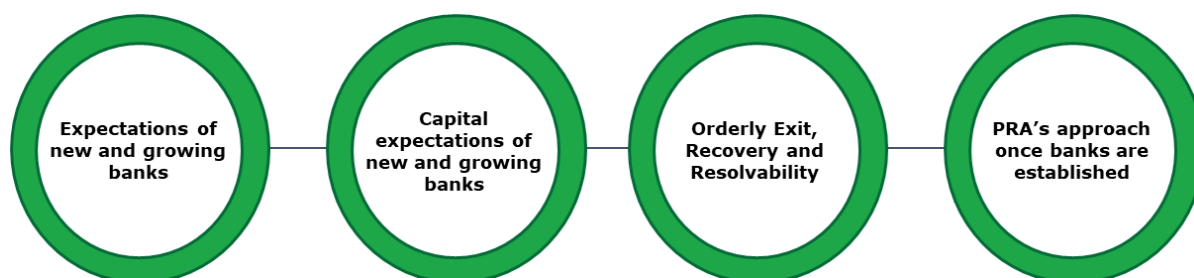 Expectations of
new and growing
banks
Capital
expectations of
new and growing
banks
Orderly Exit,
Recovery and
Resolvability
PRA’s approach
once banks are
established